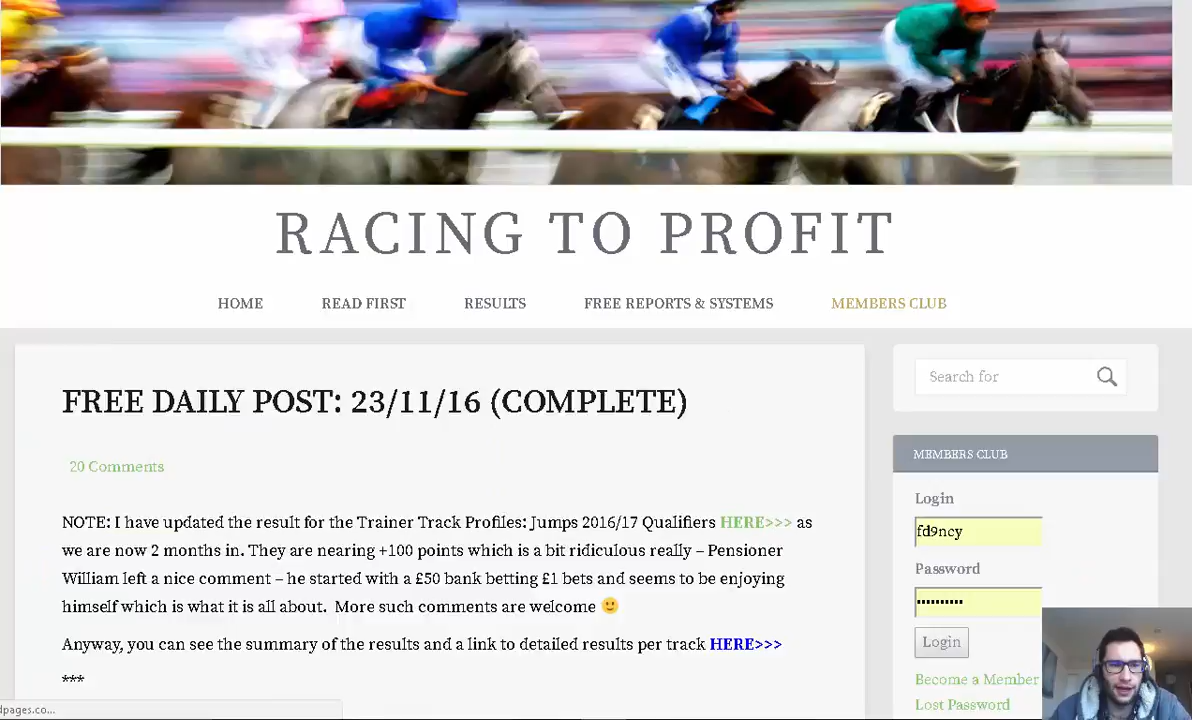 RACING TO PROFIT
HOME READ FIRST RESULTS FREE REPORTS & SYSTEMS MEMBERS CLUB
FREE DAILY POST: 23/11/16 (COMPLETE)
20 Comments
NOTE: I have updated the result for the Trainer Track Profiles: Jumps 2016/17 Qualifiers HERE>>> as
we are now 2 months in. They are nearing +100 points which is a bit ridiculous really – Pensioner
William left a nice comment – he started with a £50 bank betting £1 bets and seems to be enjoying
himself which is what it is all about. More such comments are welcome
Anyway, you can see the summary of the results and a link to detailed results per track HERE>>>
***
Search for
MEMBERS CLUB
Login
fd9ncy
Password
••••••••••
Login
Become a Member
Lost Password
dpages.co...